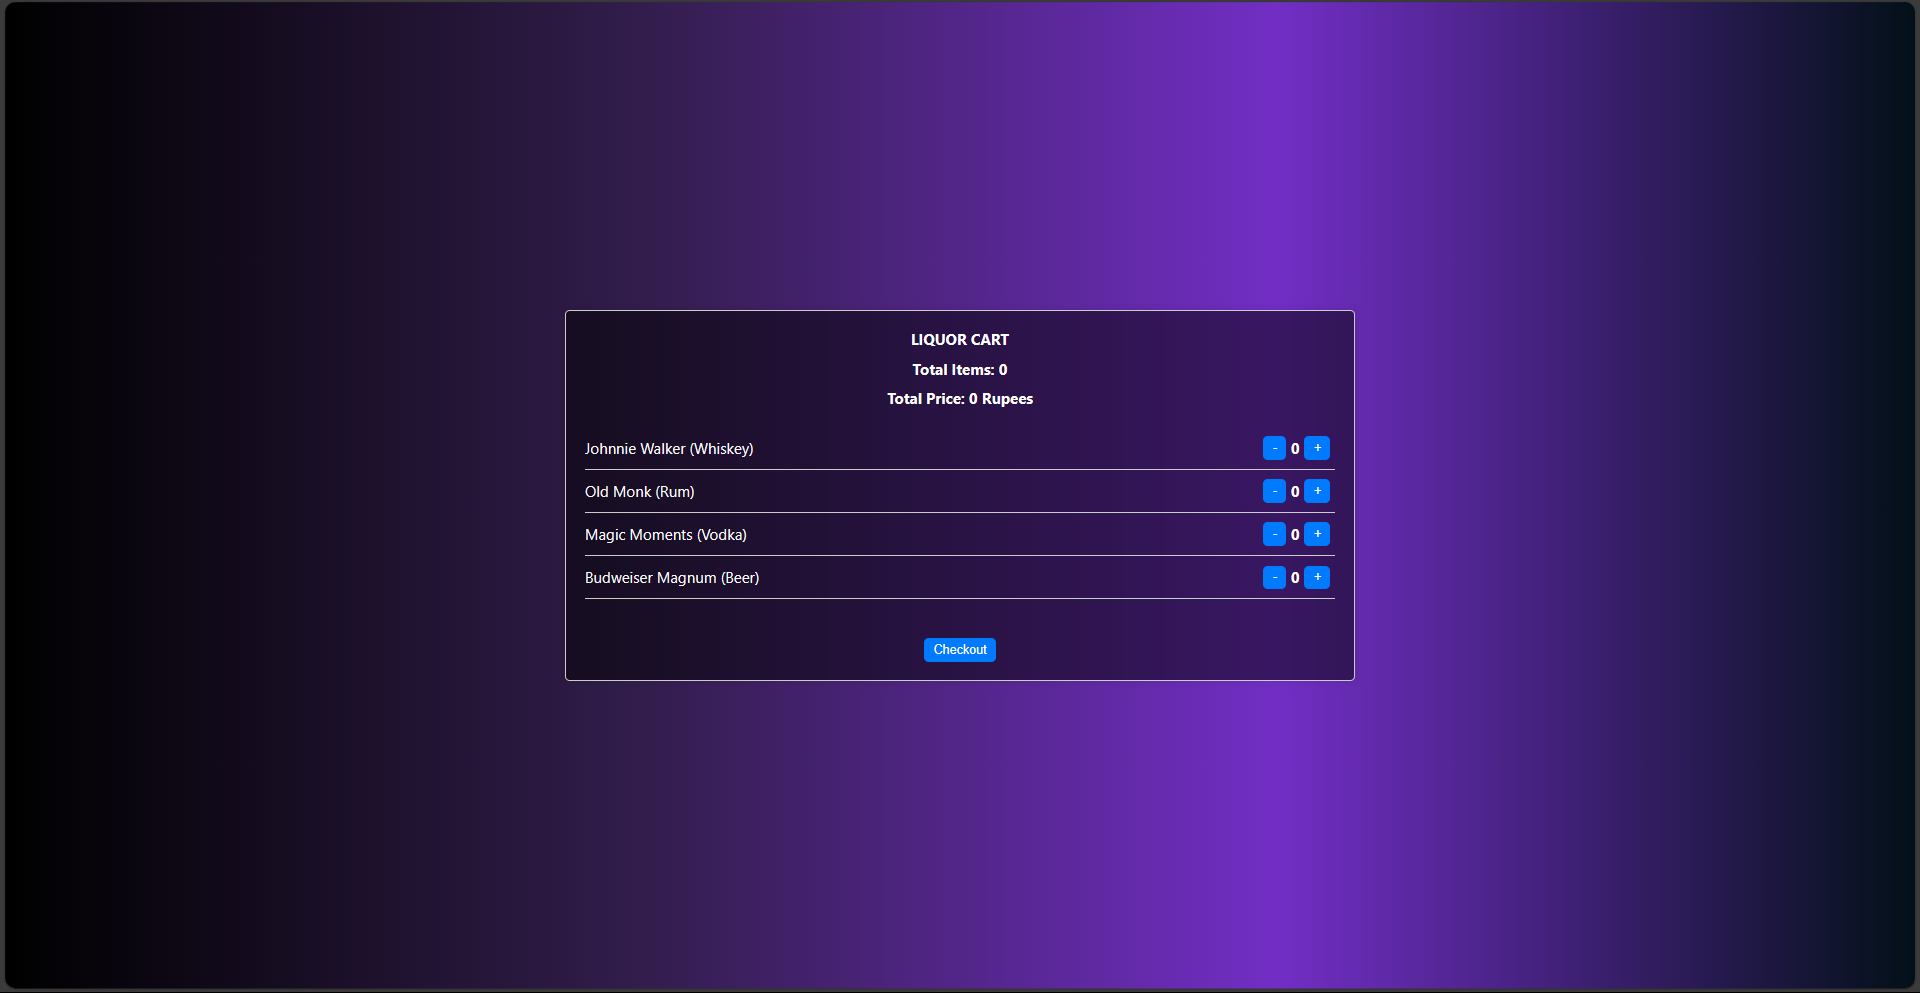 LIQUOR CART
Total Items: 0
Total Price: 0 Rupees
Johnnie Walker (Whiskey) - 0 +
Old Monk (Rum) - 0 +
Magic Moments (Vodka) - 0 +
Budweiser Magnum (Beer) - 0 +
Checkout